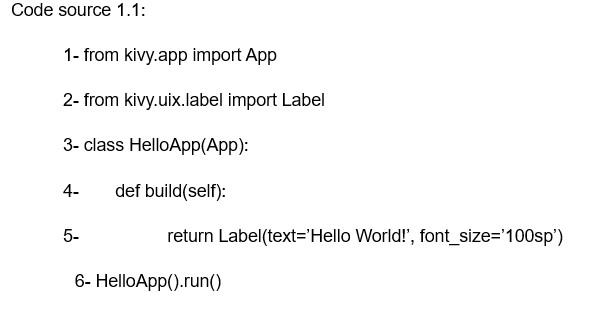 Code source 1.1:
1- from kivy.app import App
2- from kivy.uix.label import Label
3- class HelloApp(App):
4- def build(self):
5- return Label(text=’Hello World!’, font_size=’100sp’)
6- HelloApp().run()